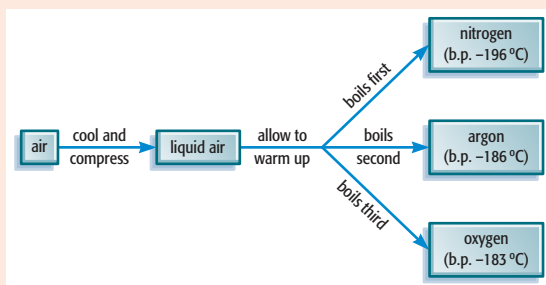 nitrogen
(b.p. –196 °C)
boils first
air
cool and
compress
liquid air
allow to
warm up
boils
second
argon
(b.p. –186 °C)
boils third
oxygen
(b.p. –183 °C)